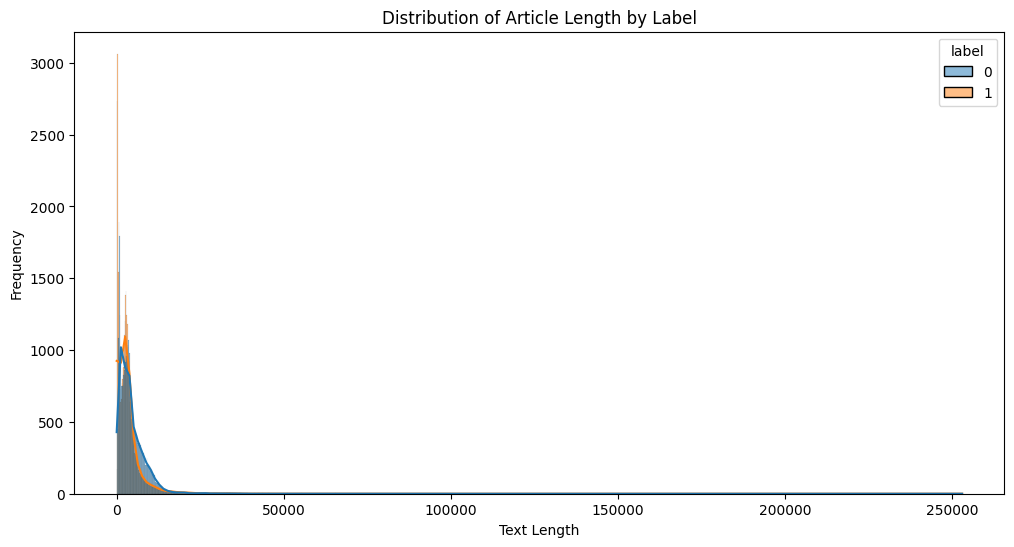 Distribution of Article Length by Label
label
0
1
3000
2500
2000
1500
1000
500
0
Frequency
0 50000 100000 150000 200000 250000
Text Length